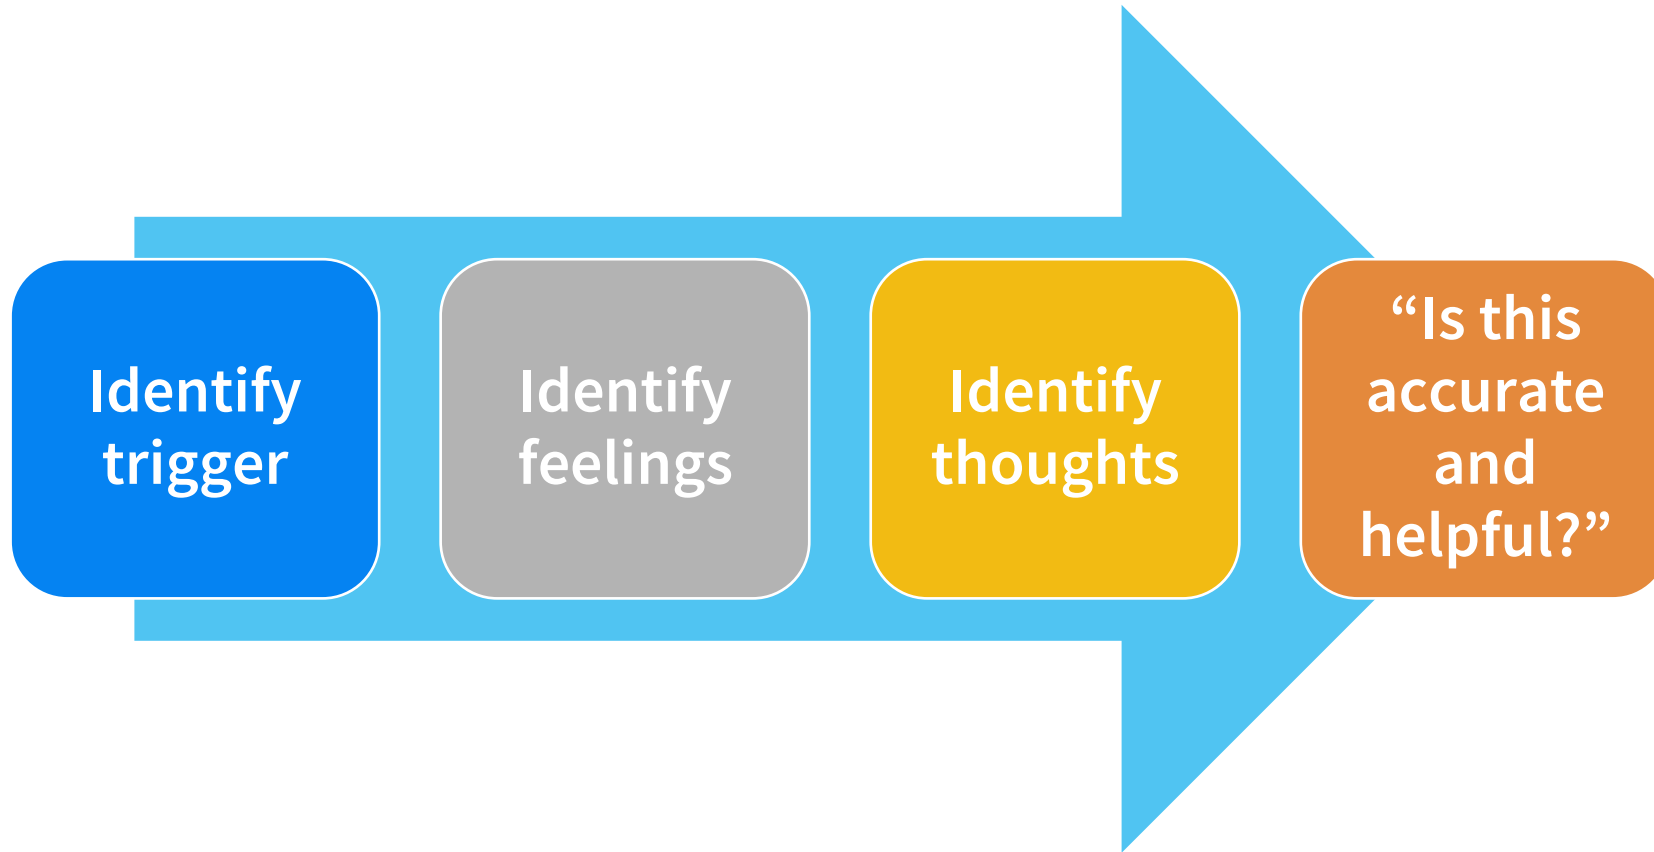 Identify
trigger
Identify
feelings
Identify
thoughts
“Is this
accurate
and
helpful?”